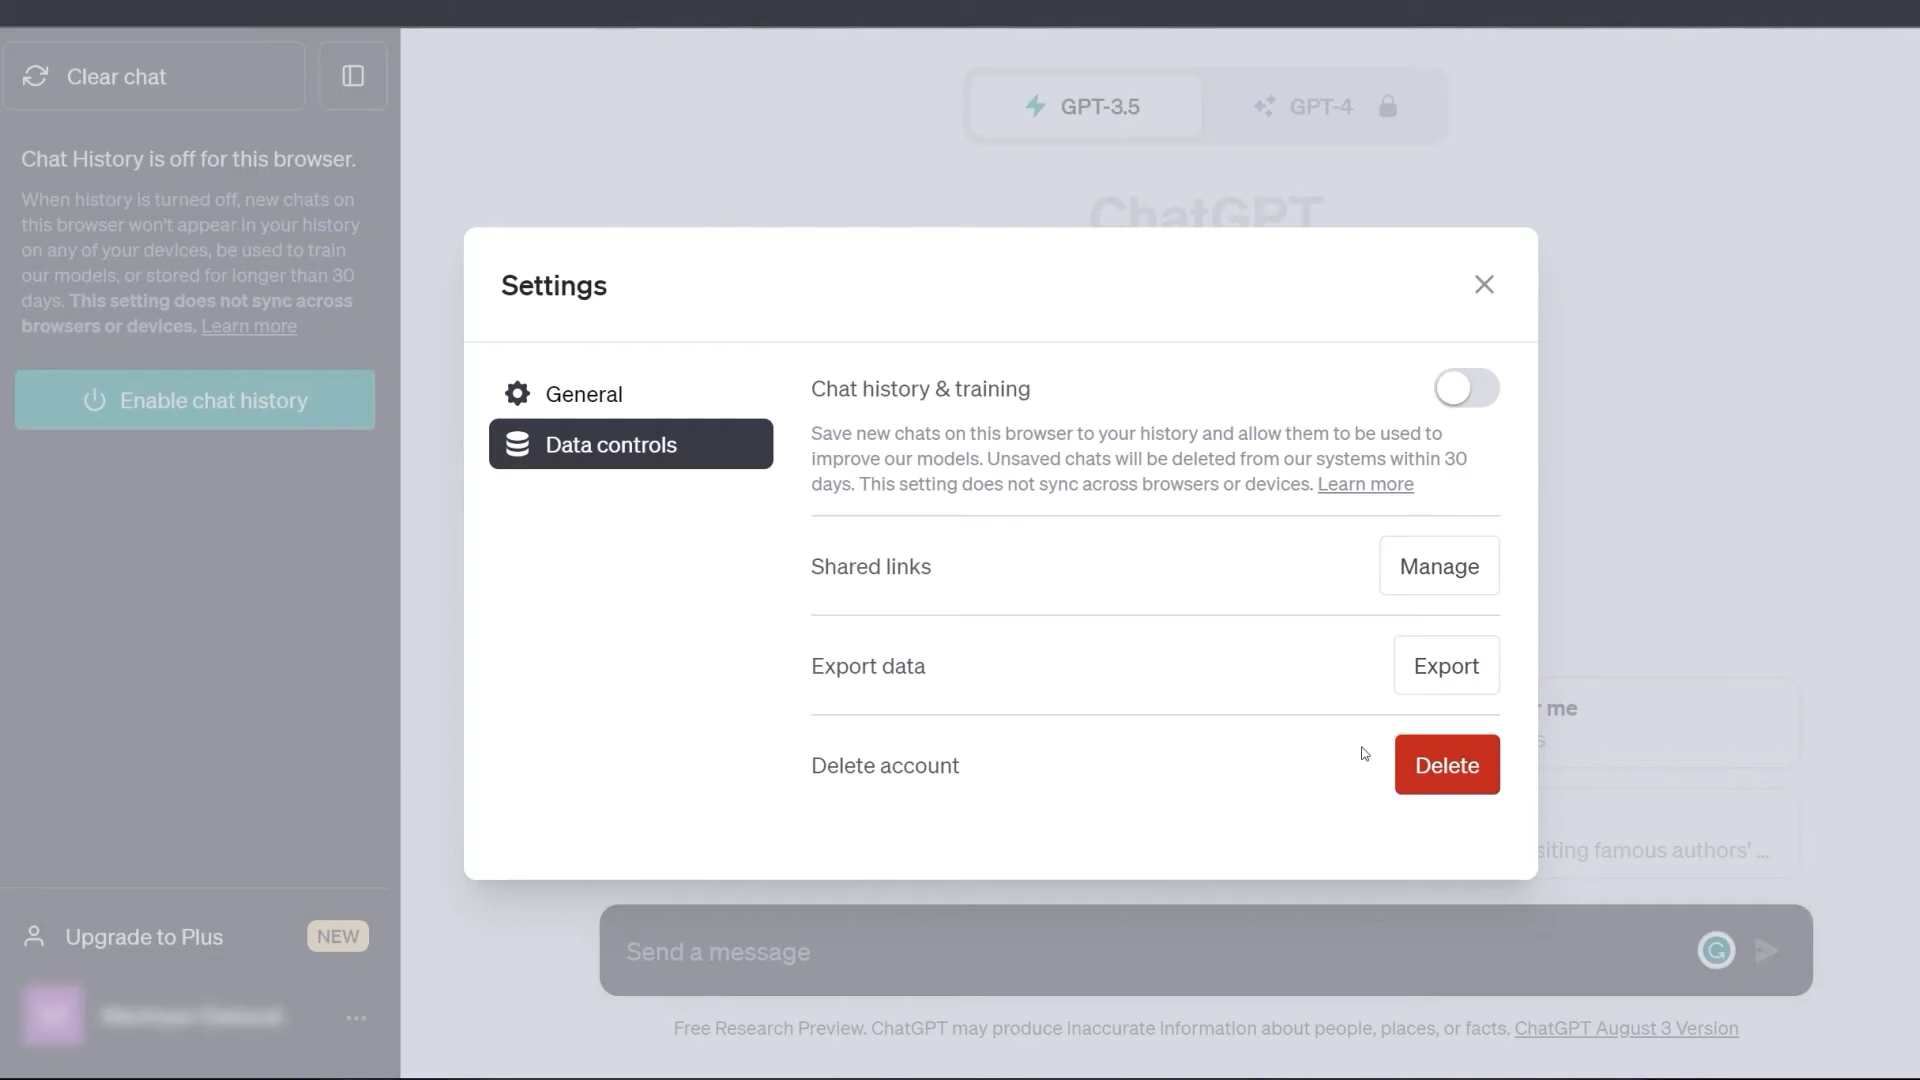 Clear chat
Chat History is off for this browser.
When history is turned off, new chats on
this browser won't appear in your history
on any of your devices, be used to train
our models, or stored for longer than 30
days. This setting does not sync across
browsers or devices. Learn more
Enable chat history
Upgrade to Plus NEW
GPT-3.5 GPT-4
ChatGPT
Settings
General
Data controls
Chat history & training
Save new chats on this browser to your history and allow them to be used to
improve our models. Unsaved chats will be deleted from our systems within 30
days. This setting does not sync across browsers or devices. Learn more
Shared links Manage
Export data Export
Delete account Delete
me
famous authors' ...
Send a message
Free Research Preview. ChatGPT may produce inaccurate information about people, places, or facts. ChatGPT August 3 Version